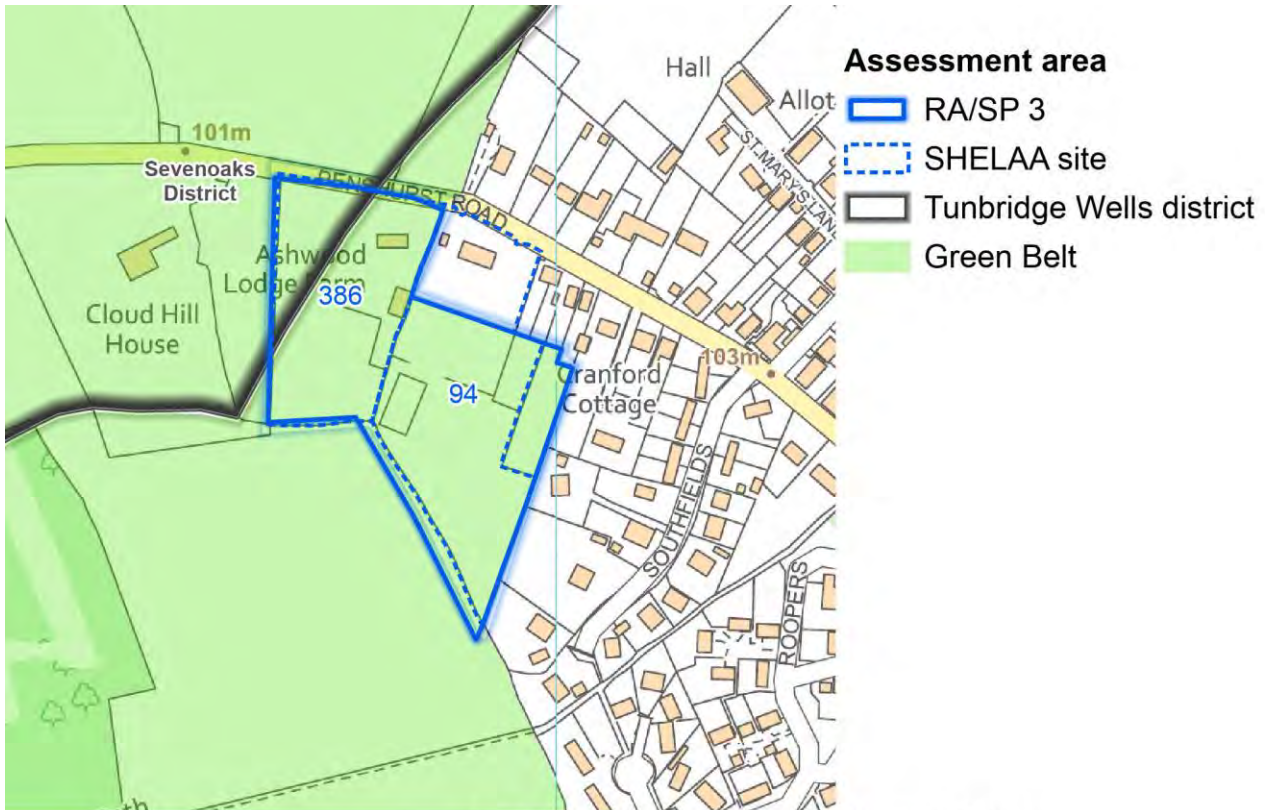 Hall
Allot
ST.MARY'S LANE
101m
Sevenoaks
District
PENSHURST ROAD
Ashwood
Lodge Farm
386
Cloud Hill
House
94
Cranford
Cottage
103m
SOUTHFIELDS
ROOPERS
Assessment area
RA/SP 3
SHELAA site
Tunbridge Wells district
Green Belt